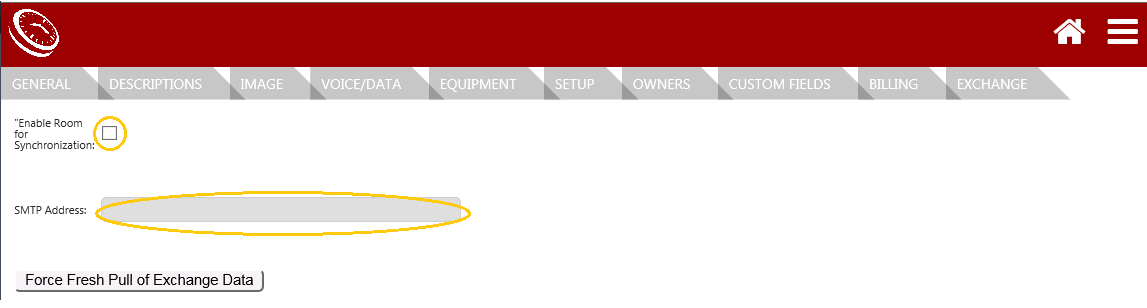 GENERAL DESCRIPTIONS IMAGE VOICE/DATA EQUIPMENT SETUP OWNERS CUSTOM FIELDS BILLING EXCHANGE
"Enable Room
for
Synchronization:
SMTP Address:
Force Fresh Pull of Exchange Data